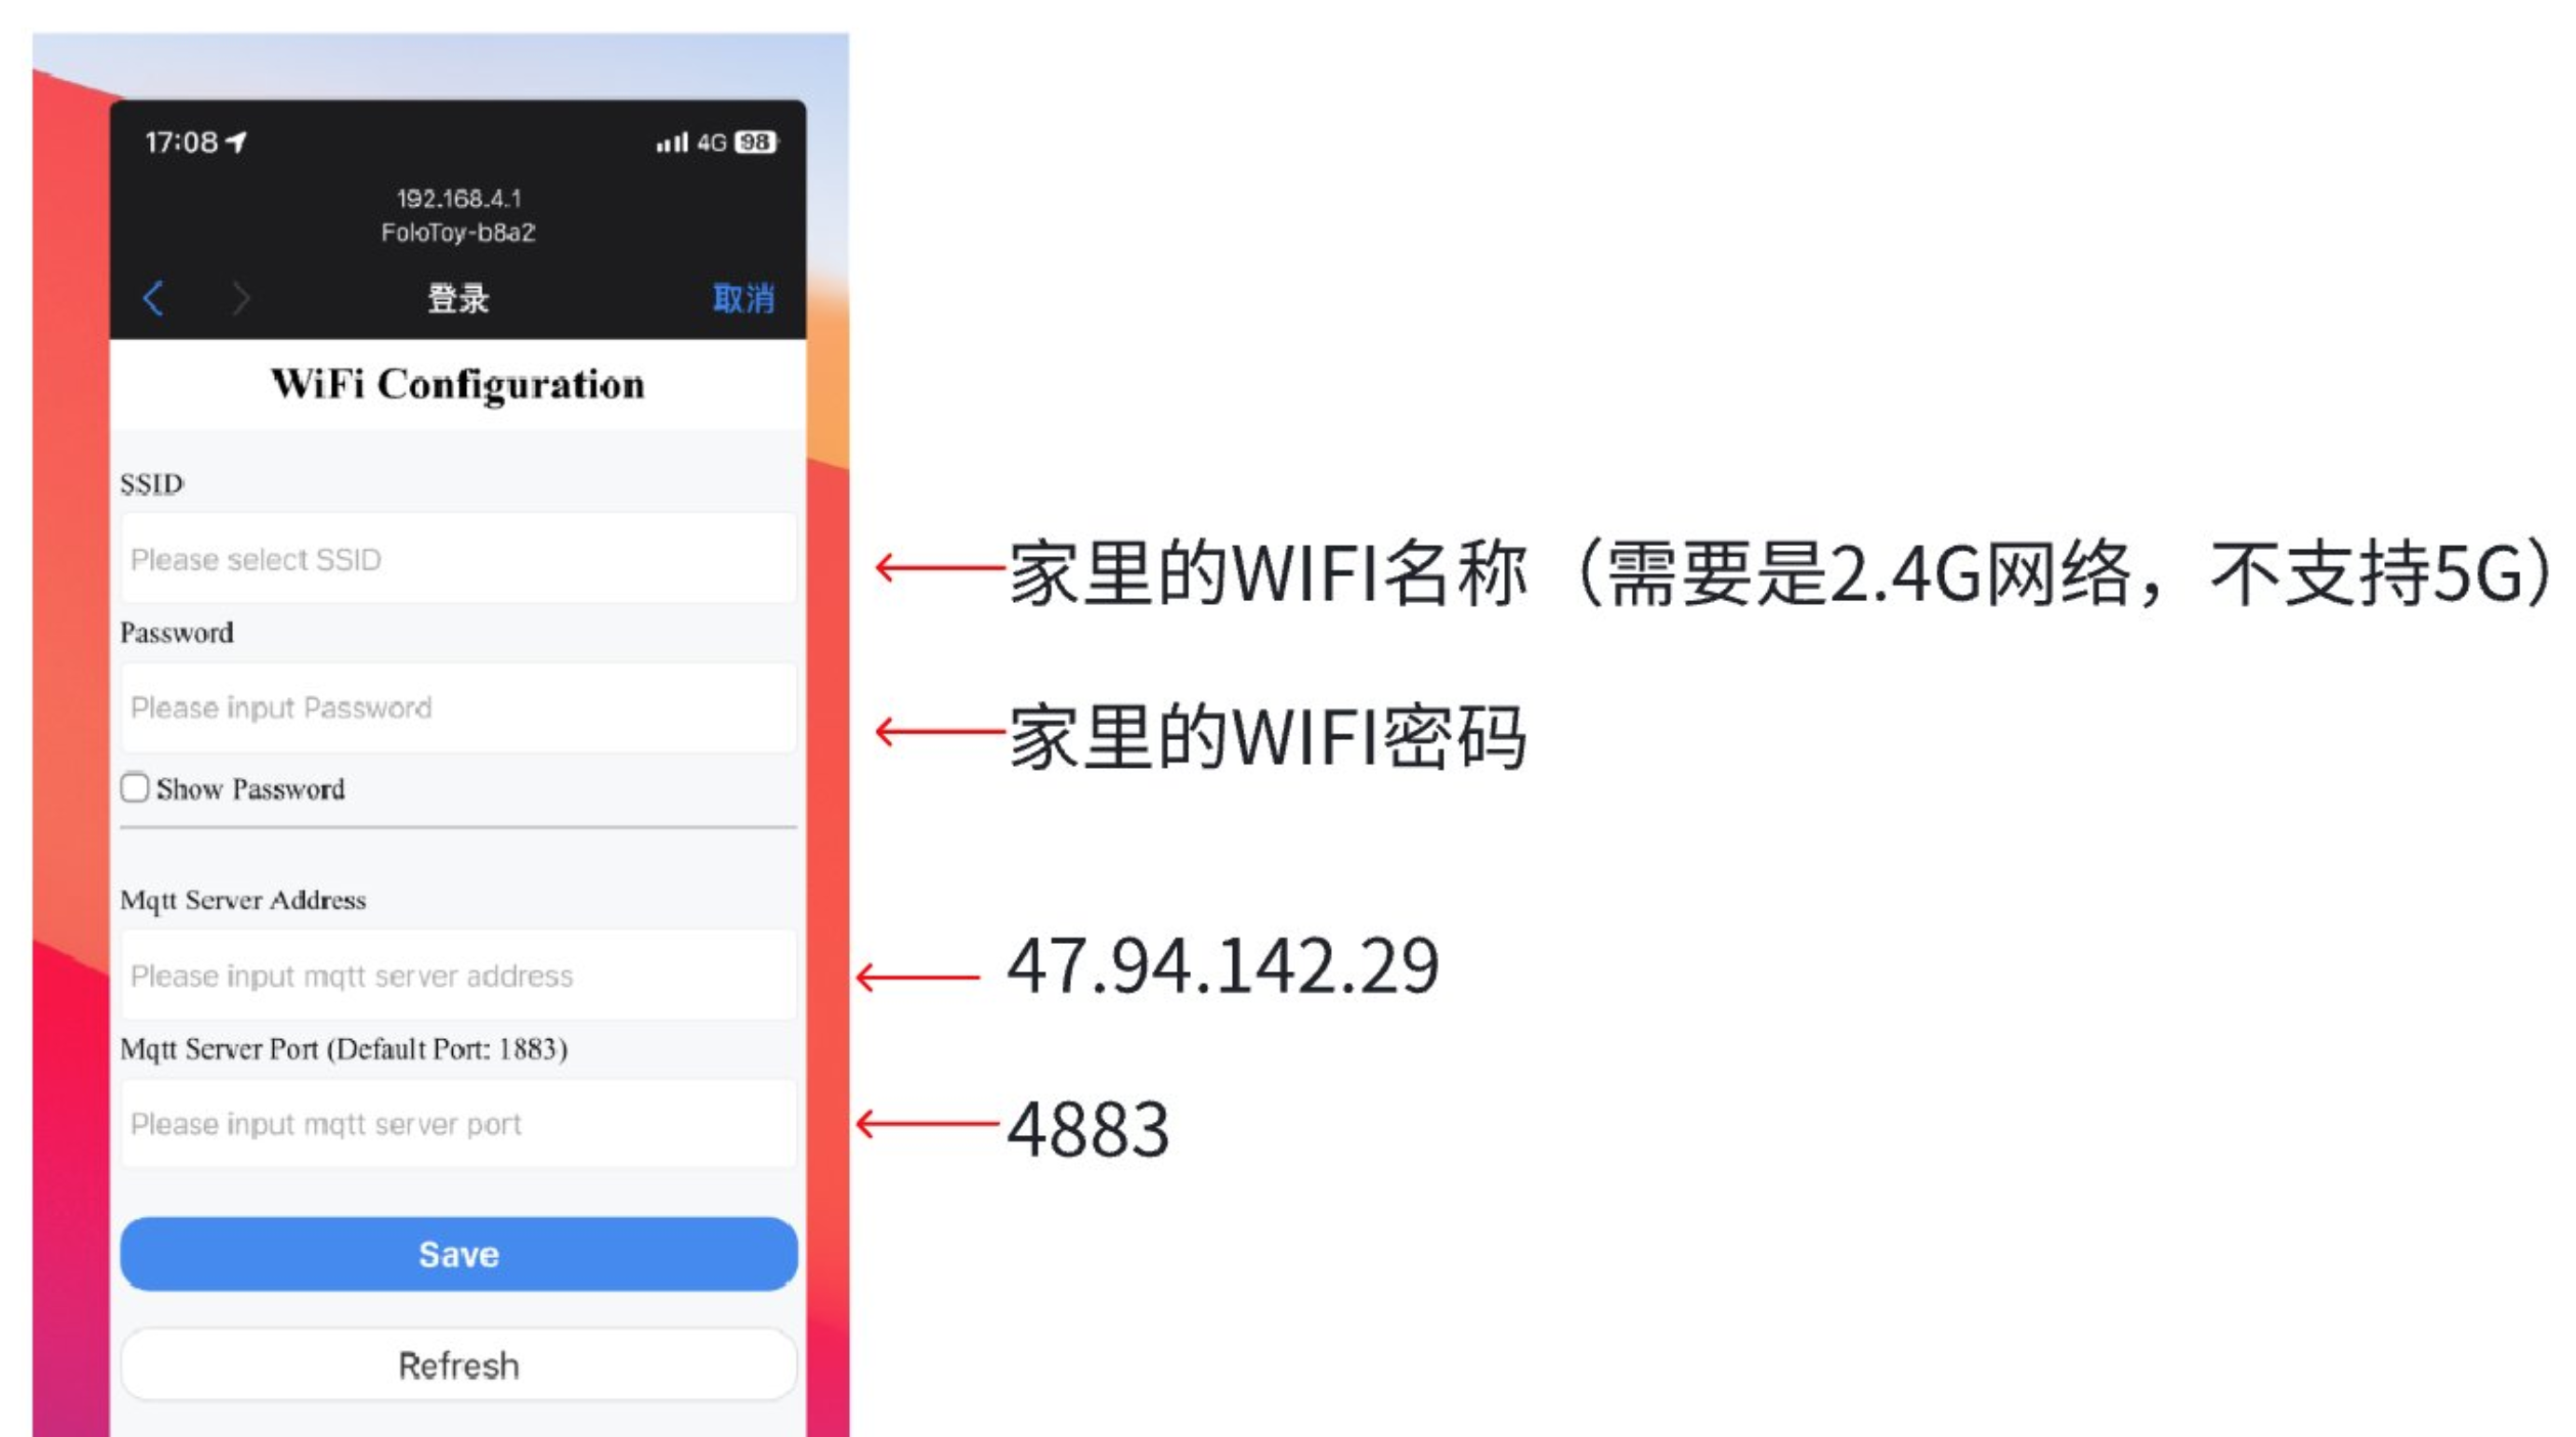 17:08
4G 98
192.168.4.1
FoloToy-b8a2
登录
取消
WiFi Configuration
SSID
Please select SSID
家里的WIFI名称（需要是2.4G网络，不支持5G）
Password
Please input Password
家里的WIFI密码
Show Password
Mqtt Server Address
Please input mqtt server address
47.94.142.29
Mqtt Server Port (Default Port: 1883)
Please input mqtt server port
4883
Save
Refresh